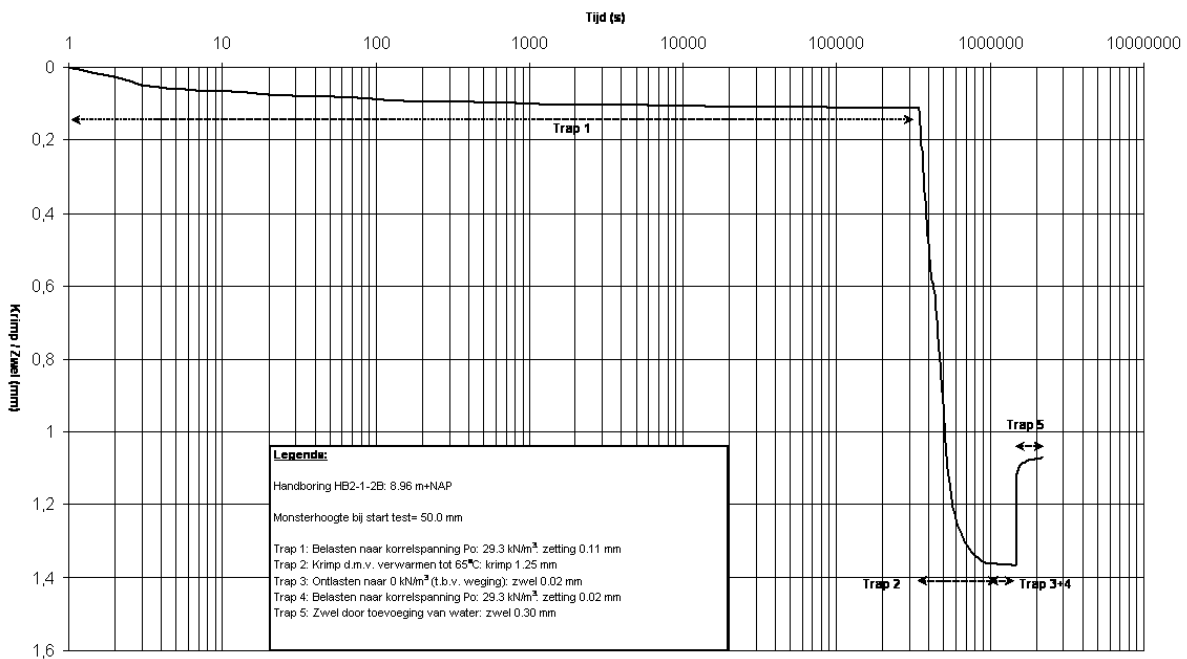 Tijd (s)
1 10 100 1000 10000 100000 1000000 10000000
0
0,2
0,4
0,6
0,8
1
1,2
1,4
1,6
Krimp / Zwel (mm)
Trap 1
Trap 5
Trap 2
Trap 3+4
Legende:
Handboring HB2-1-2B: 8.96 m+NAP
Monsterhoogte bij start test= 50.0 mm
Trap 1: Belasten naar korrelspanning Po: 29.3 kN/m³: zetting 0.11 mm
Trap 2: Krimp d.m.v. verwarmen tot 65°C: krimp 1.25 mm
Trap 3: Ontlasten naar 0 kN/m³ (t.b.v. weging): zwel 0.02 mm
Trap 4: Belasten naar korrelspanning Po: 29.3 kN/m³: zetting 0.02 mm
Trap 5: Zwel door toevoeging van water: zwel 0.30 mm